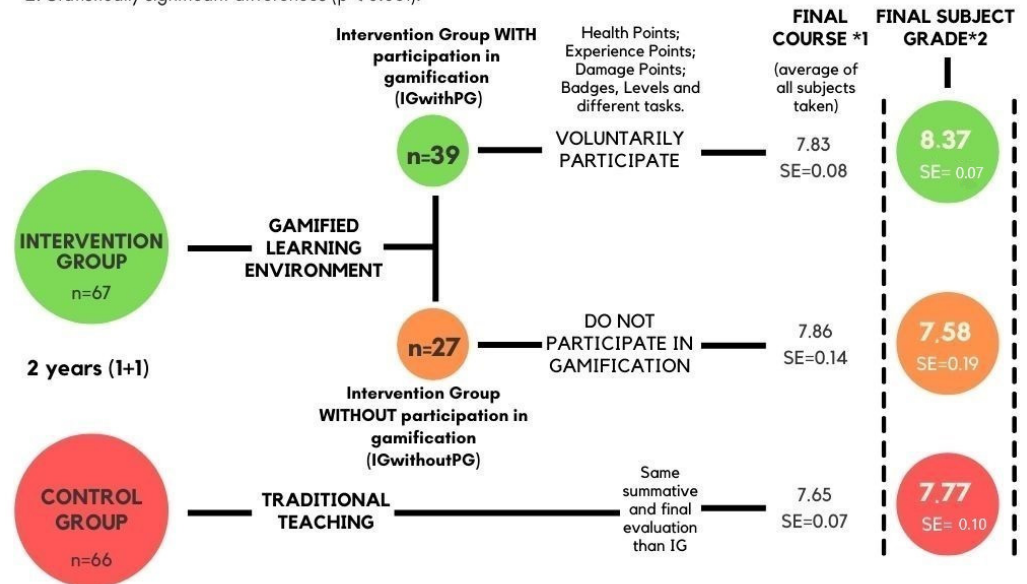 2. Statistically significant differences (p
FINAL
COURSE *1
(average of
all subjects
taken)
FINAL SUBJECT
GRADE*2
Intervention Group WITH
participation in
gamification
(IGwithPG)
Health Points;
Experience Points;
Damage Points;
Badges, Levels and
different tasks.
n=39
VOLUNTARILY
PARTICIPATE
7.83
SE=0.08
8.37
SE= 0.07
INTERVENTION
GROUP
n=67
GAMIFIED
LEARNING
ENVIRONMENT
2 years (1+1)
n=27
DO NOT
PARTICIPATE IN
GAMIFICATION
7.86
SE=0.14
7.58
SE=0.19
Intervention Group
WITHOUT participation in
gamification
(IGwithoutPG)
CONTROL
GROUP
n=66
TRADITIONAL
TEACHING
Same
summative
and final
evaluation
than IG
7.65
SE=0.07
7.77
SE= 0.10